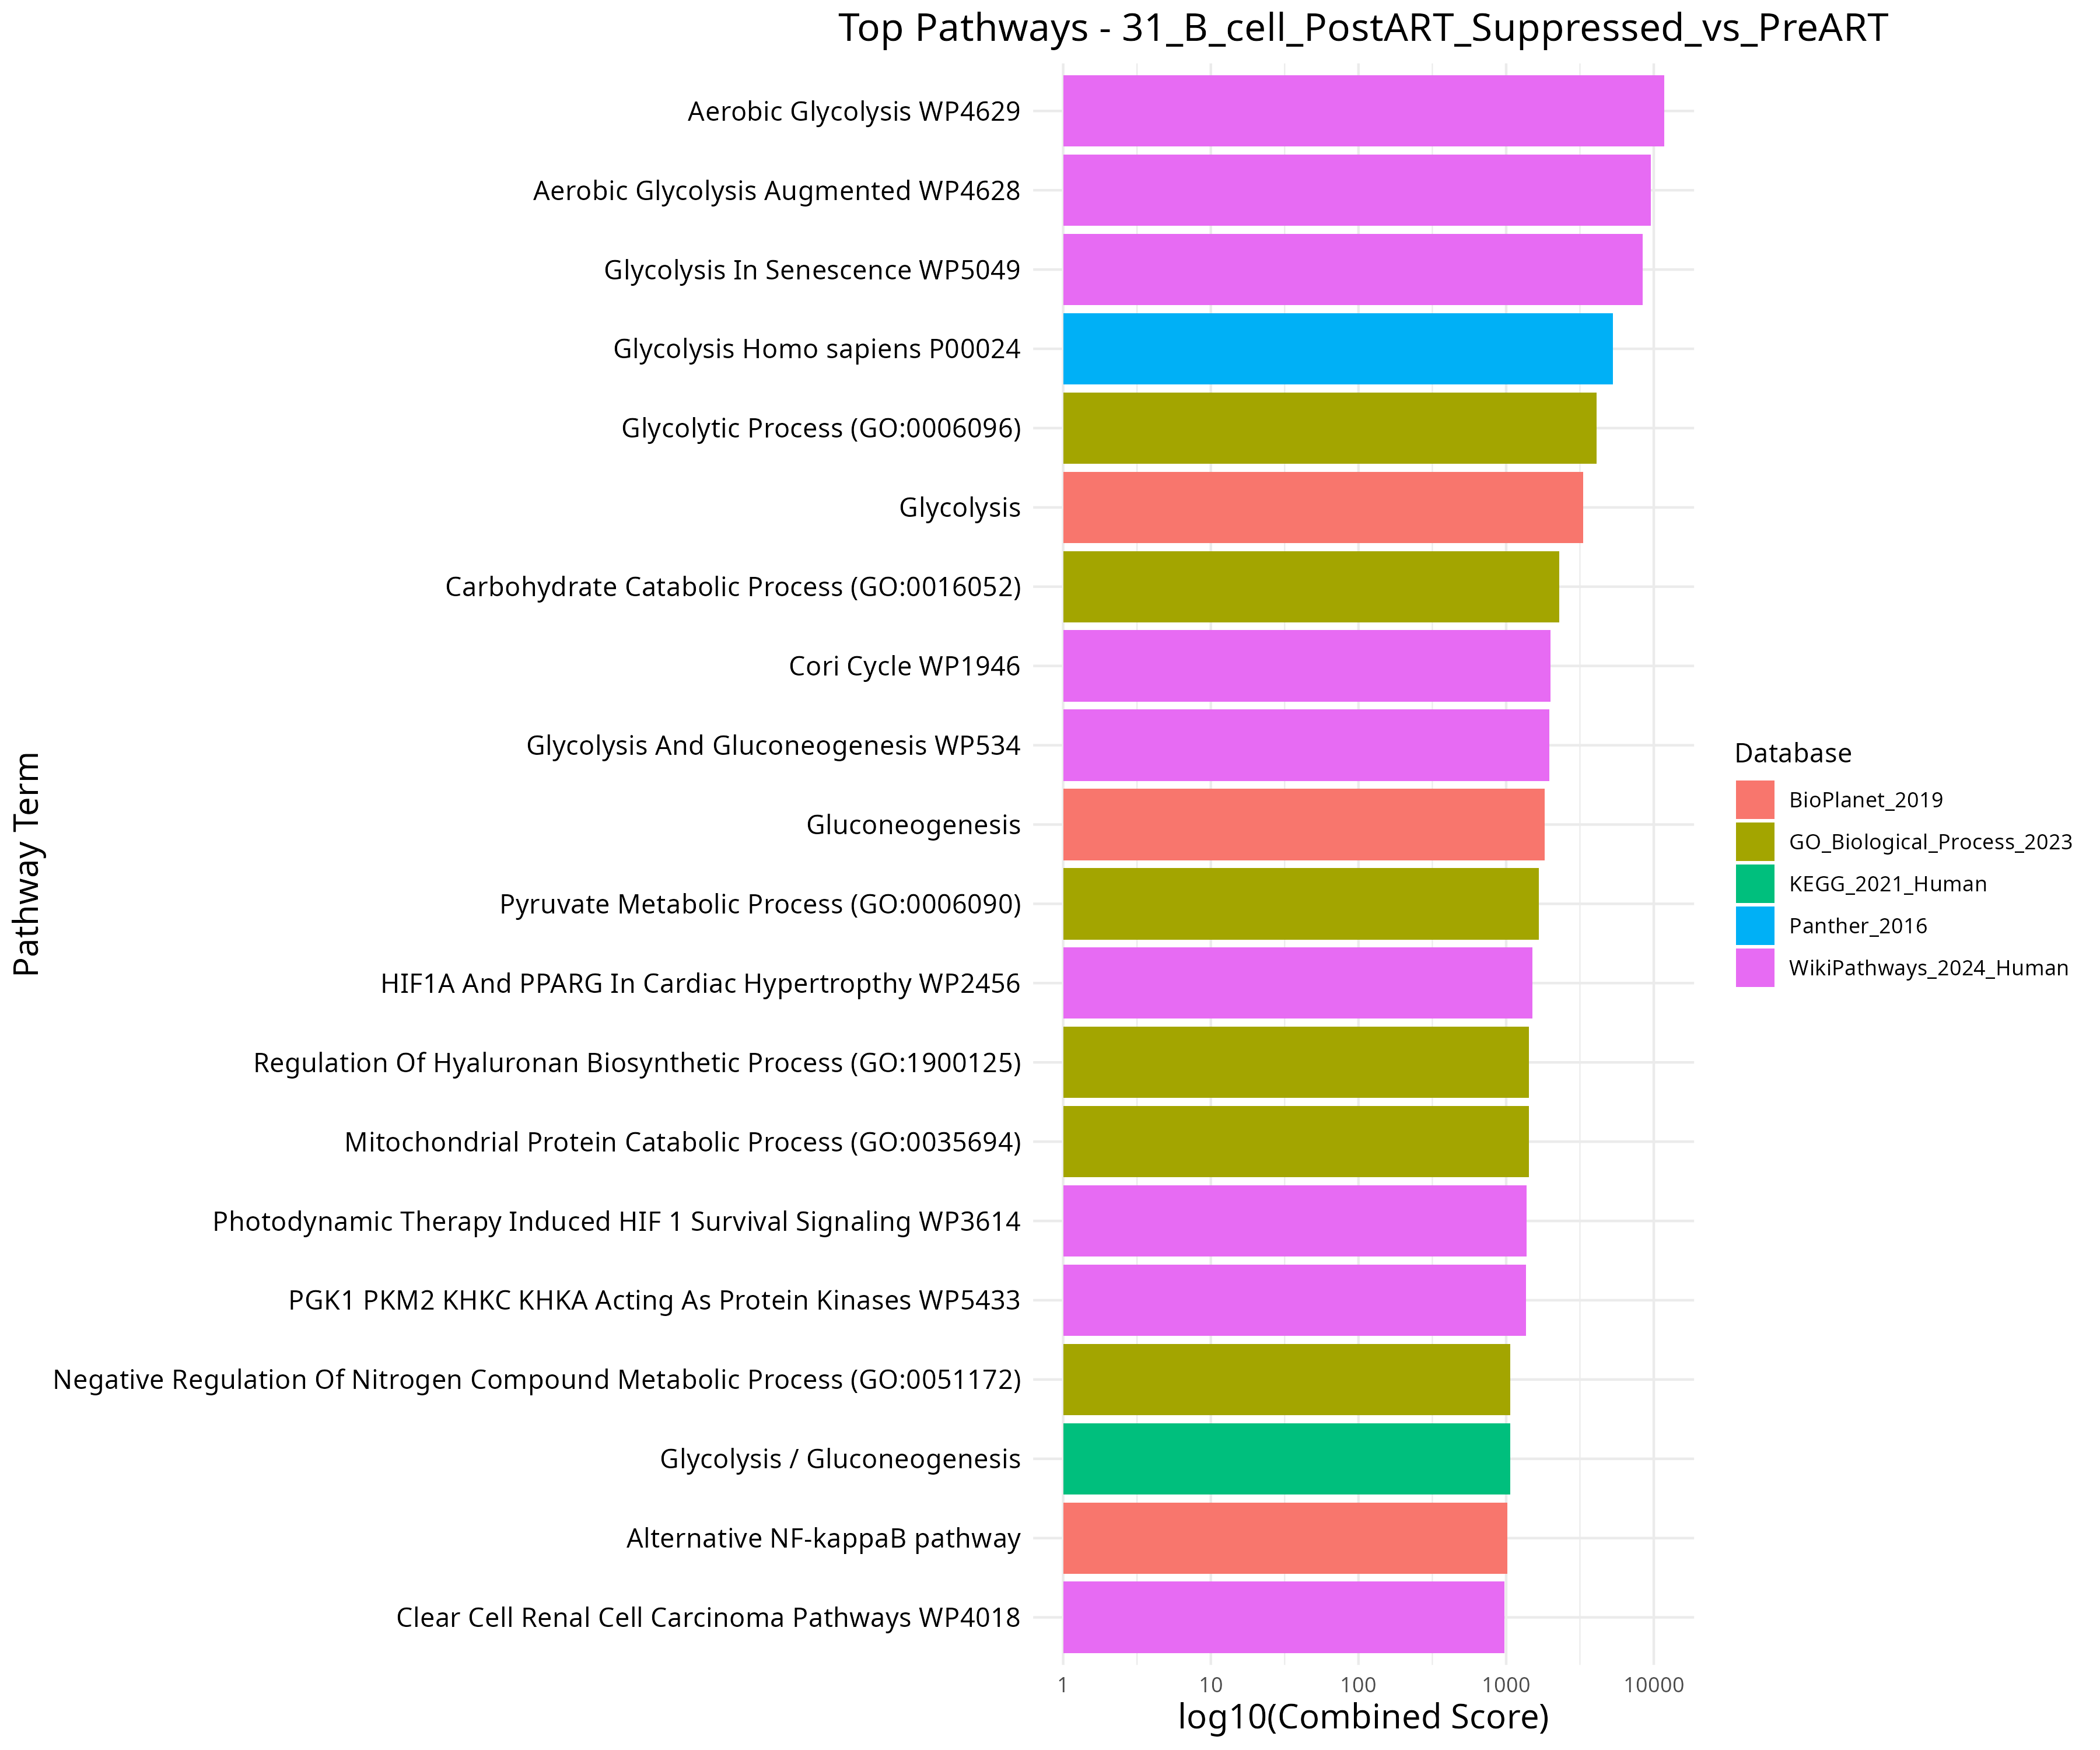 Top Pathways - 31_B_cell_PostART_Suppressed_vs_PreART
Pathway Term
Aerobic Glycolysis WP4629
Aerobic Glycolysis Augmented WP4628
Glycolysis In Senescence WP5049
Glycolysis Homo sapiens P00024
Glycolytic Process (GO:0006096)
Glycolysis
Carbohydrate Catabolic Process (GO:0016052)
Cori Cycle WP1946
Glycolysis And Gluconeogenesis WP534
Gluconeogenesis
Pyruvate Metabolic Process (GO:0006090)
HIF1A And PPARG In Cardiac Hypertropthy WP2456
Regulation Of Hyaluronan Biosynthetic Process (GO:1900125)
Mitochondrial Protein Catabolic Process (GO:0035694)
Photodynamic Therapy Induced HIF 1 Survival Signaling WP3614
PGK1 PKM2 KHKC KHKA Acting As Protein Kinases WP5433
Negative Regulation Of Nitrogen Compound Metabolic Process (GO:0051172)
Glycolysis / Gluconeogenesis
Alternative NF-kappaB pathway
Clear Cell Renal Cell Carcinoma Pathways WP4018
1 10 100 1000 10000
log10(Combined Score)
Database
BioPlanet_2019
GO_Biological_Process_2023
KEGG_2021_Human
Panther_2016
WikiPathways_2024_Human